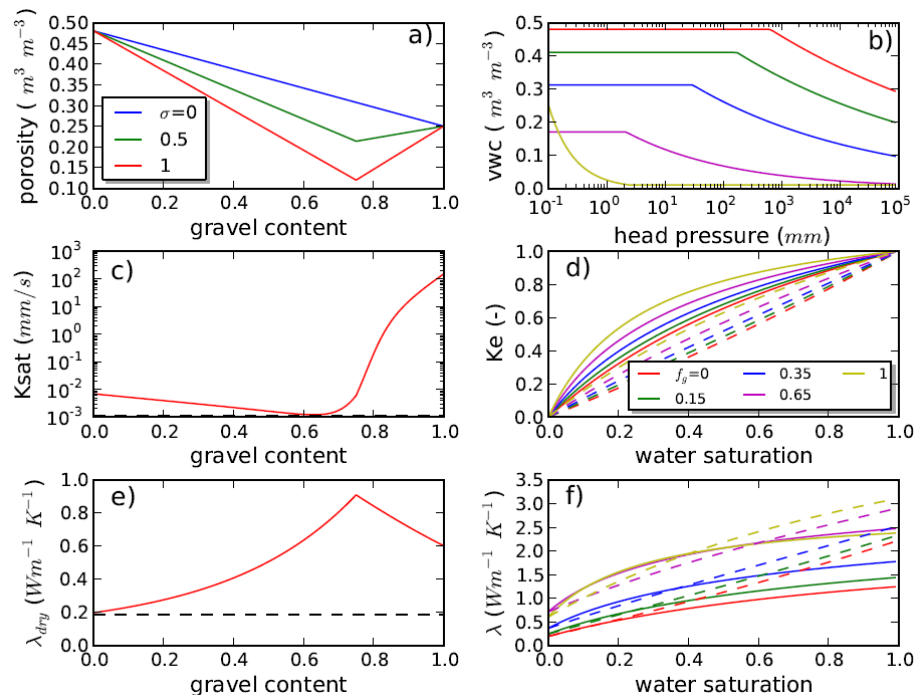 a)
porosity ( m³ m⁻³)
0.50
0.45
0.40
0.35
0.30
0.25
0.20
0.15
0.10
σ=0
0.5
1
0.0 0.2 0.4 0.6 0.8 1.0
gravel content
b)
vwc ( m³ m⁻³)
0.5
0.4
0.3
0.2
0.1
0.0
10⁻¹ 10⁰ 10¹ 10² 10³ 10⁴ 10⁵
head pressure (mm)
c)
Ksat (mm/s)
10³
10²
10¹
10⁰
10⁻¹
10⁻²
10⁻³
0.0 0.2 0.4 0.6 0.8 1.0
gravel content
d)
Ke (-)
1.0
0.8
0.6
0.4
0.2
0.0
f_g=0 0.35 1
0.15 0.65
0.0 0.2 0.4 0.6 0.8 1.0
water saturation
e)
λ_dry (Wm⁻¹ K⁻¹)
1.0
0.8
0.6
0.4
0.2
0.0
0.0 0.2 0.4 0.6 0.8 1.0
gravel content
f)
λ (Wm⁻¹ K⁻¹)
3.5
3.0
2.5
2.0
1.5
1.0
0.5
0.0
0.0 0.2 0.4 0.6 0.8 1.0
water saturation